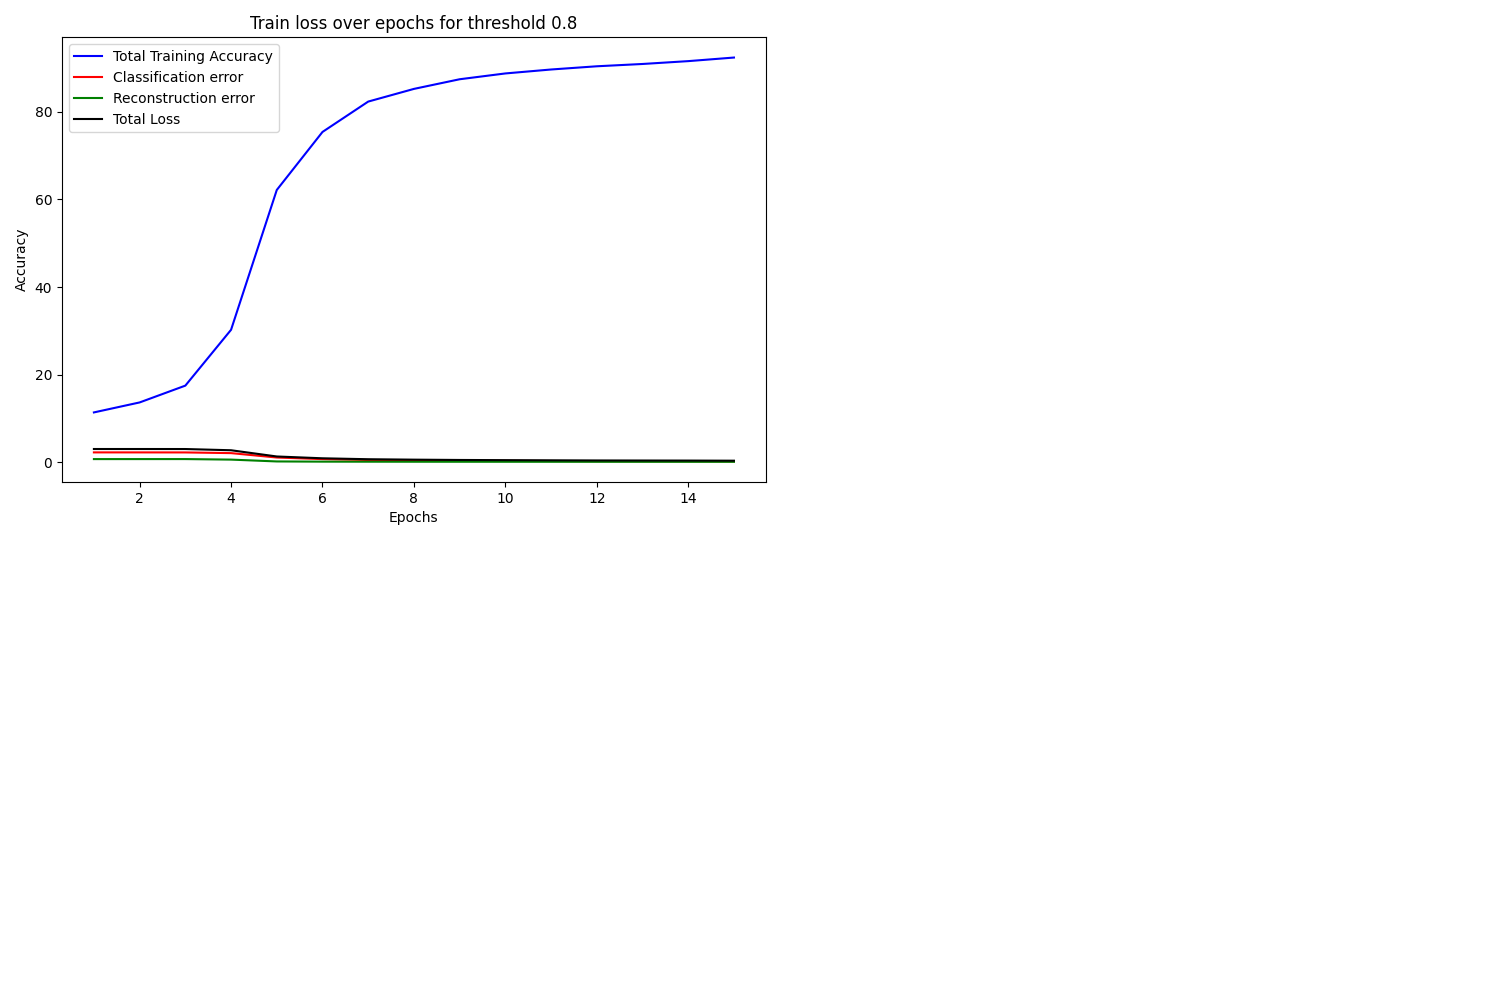 Train loss over epochs for threshold 0.8
Total Training Accuracy
Classification error
Reconstruction error
Total Loss
80
60
40
20
0
Accuracy
2 4 6 8 10 12 14
Epochs